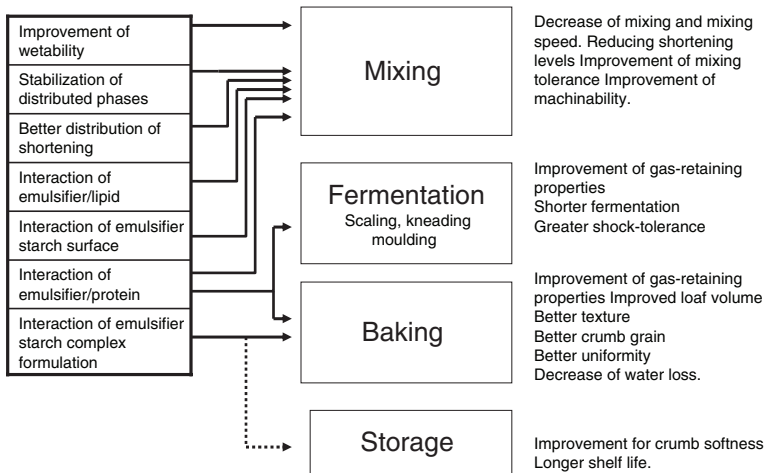 Improvement of
wetability
Stabilization of
distributed phases
Better distribution of
shortening
Interaction of
emulsifier/lipid
Interaction of emulsifier
starch surface
Interaction of
emulsifier/protein
Interaction of emulsifier
starch complex
formulation
Mixing
Decrease of mixing and mixing
speed. Reducing shortening
levels Improvement of mixing
tolerance Improvement of
machinability.
Fermentation
Scaling, kneading
moulding
Improvement of gas-retaining
properties
Shorter fermentation
Greater shock-tolerance
Baking
Improvement of gas-retaining
properties Improved loaf volume
Better texture
Better crumb grain
Better uniformity
Decrease of water loss.
Storage
Improvement for crumb softness
Longer shelf life.